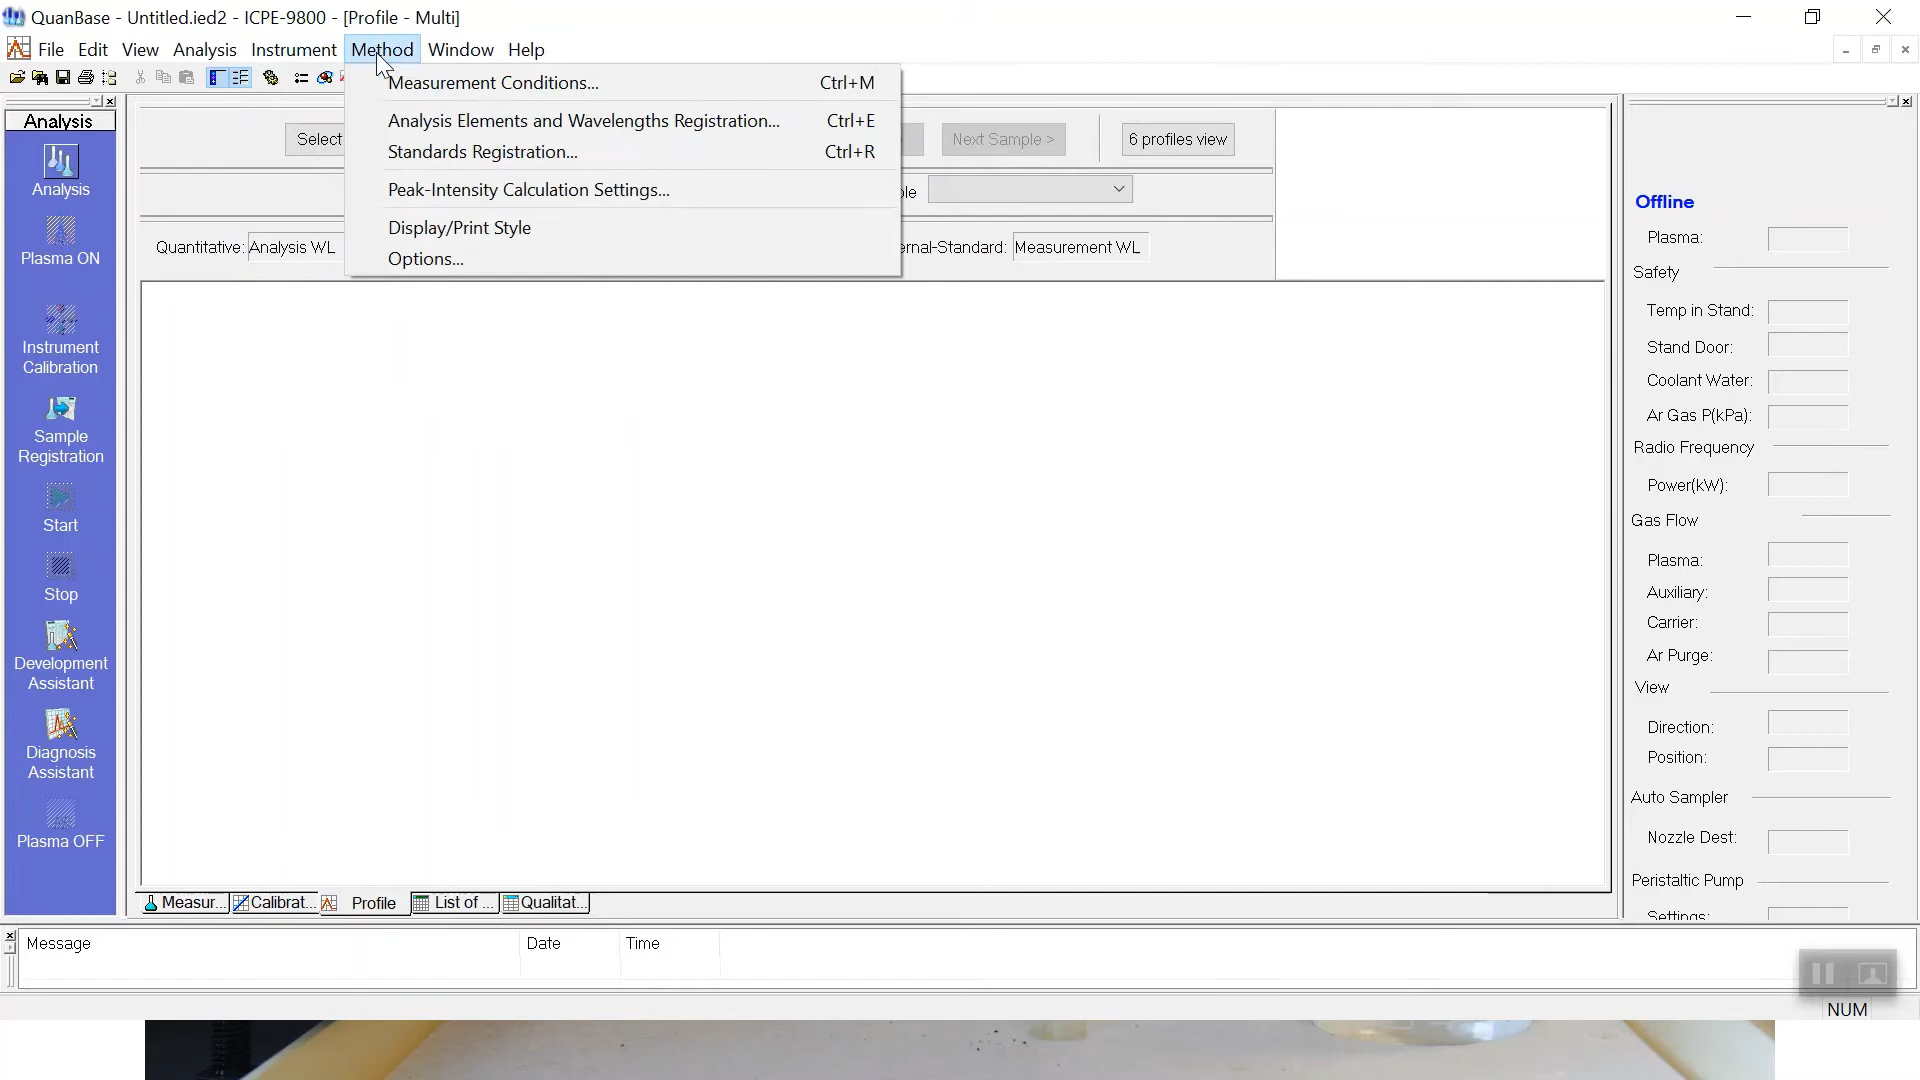 QuanBase - Untitled.ied2 - ICPE-9800 - [Profile - Multi]
File Edit View Analysis Instrument Method Window Help
Measurement Conditions... Ctrl+M
Analysis Elements and Wavelengths Registration... Ctrl+E
Standards Registration... Ctrl+R
Peak-Intensity Calculation Settings...
Display/Print Style
Options...
Analysis
Analysis
Plasma ON
Instrument
Calibration
Sample
Registration
Start
Stop
Development
Assistant
Diagnosis
Assistant
Plasma OFF
Select
Next Sample >
6 profiles view
ple
Quantitative: Analysis WL
ernal-Standard: Measurement WL
Offline
Plasma:
Safety
Temp in Stand:
Stand Door:
Coolant Water:
Ar Gas P(kPa):
Radio Frequency
Power(kW):
Gas Flow
Plasma:
Auxiliary:
Carrier:
Ar Purge:
View
Direction:
Position:
Auto Sampler
Nozzle Dest:
Peristaltic Pump
Settings:
Measur... Calibrat... Profile List of ... Qualitat...
Message Date Time
NUM